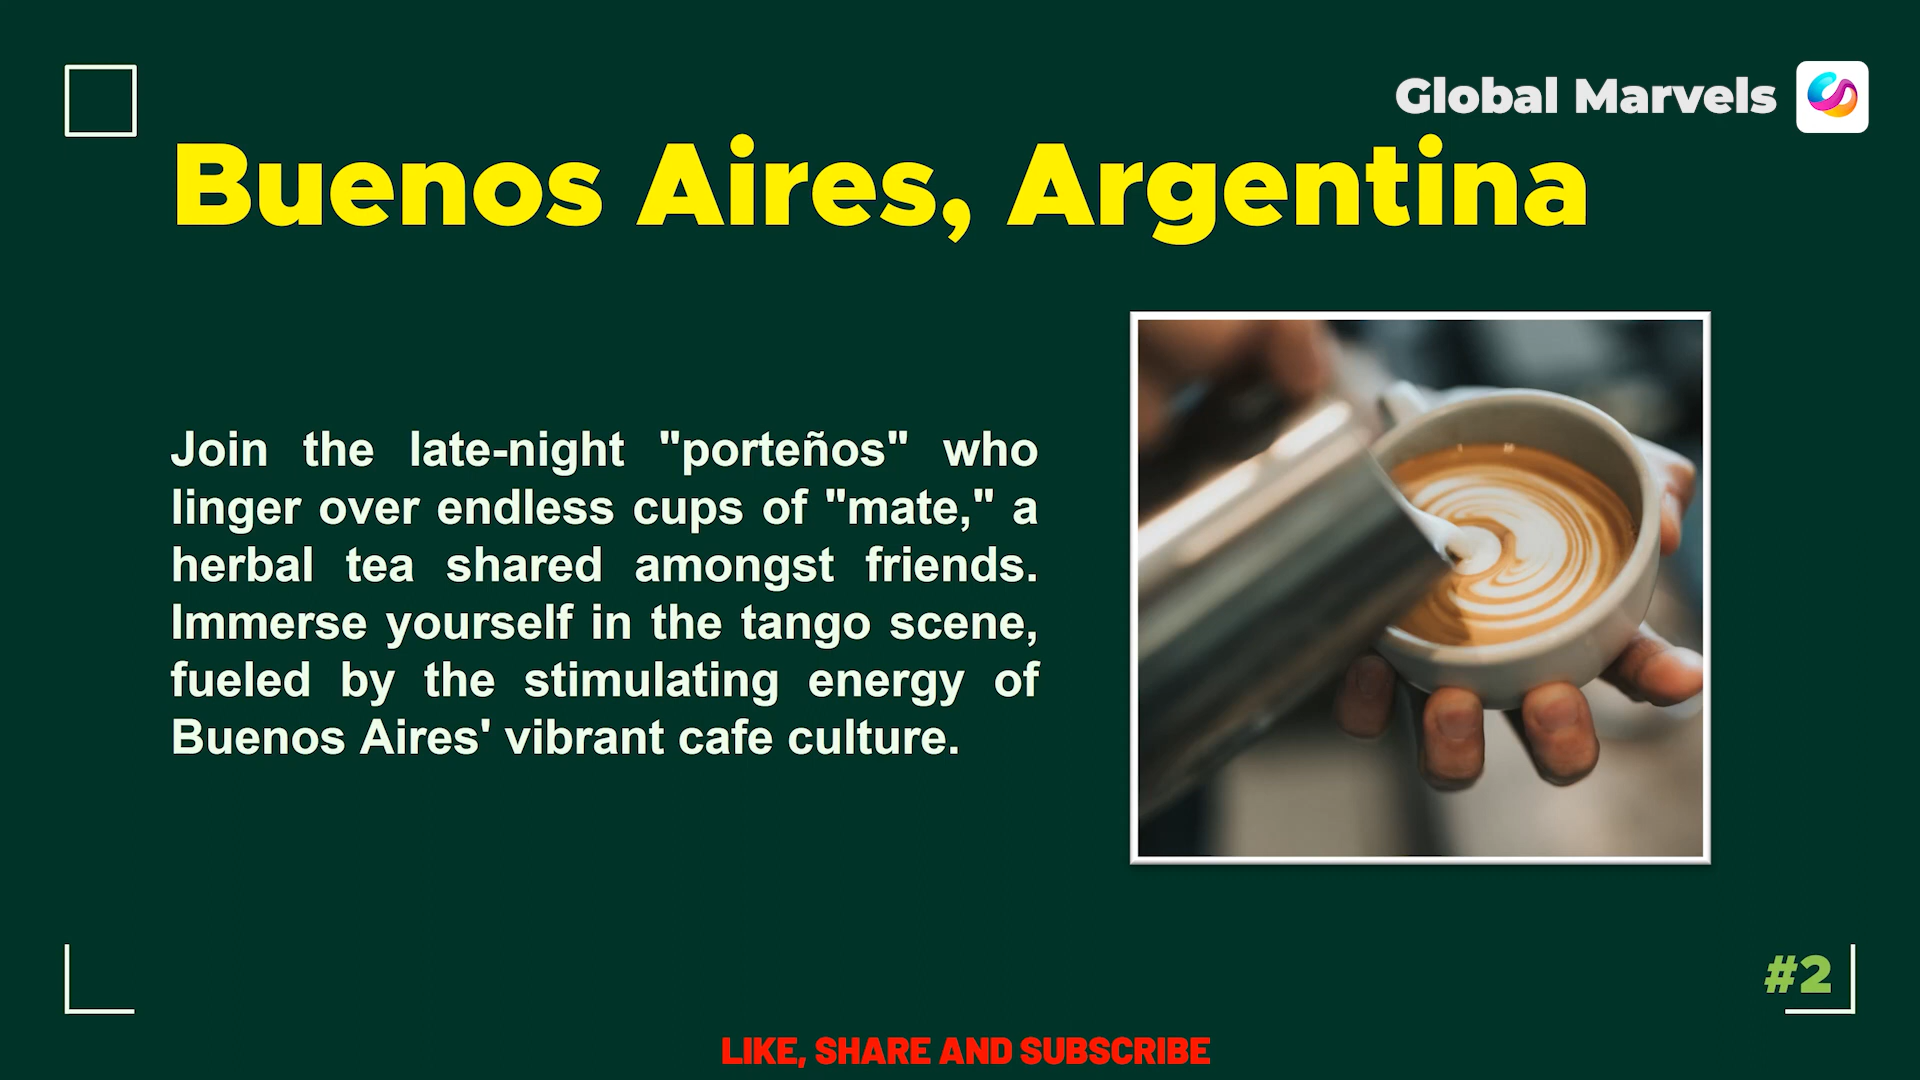 Global Marvels
Buenos Aires, Argentina
Join the late-night "porteños" who
linger over endless cups of "mate," a
herbal tea shared amongst friends.
Immerse yourself in the tango scene,
fueled by the stimulating energy of
Buenos Aires' vibrant cafe culture.
#2
LIKE, SHARE AND SUBSCRIBE